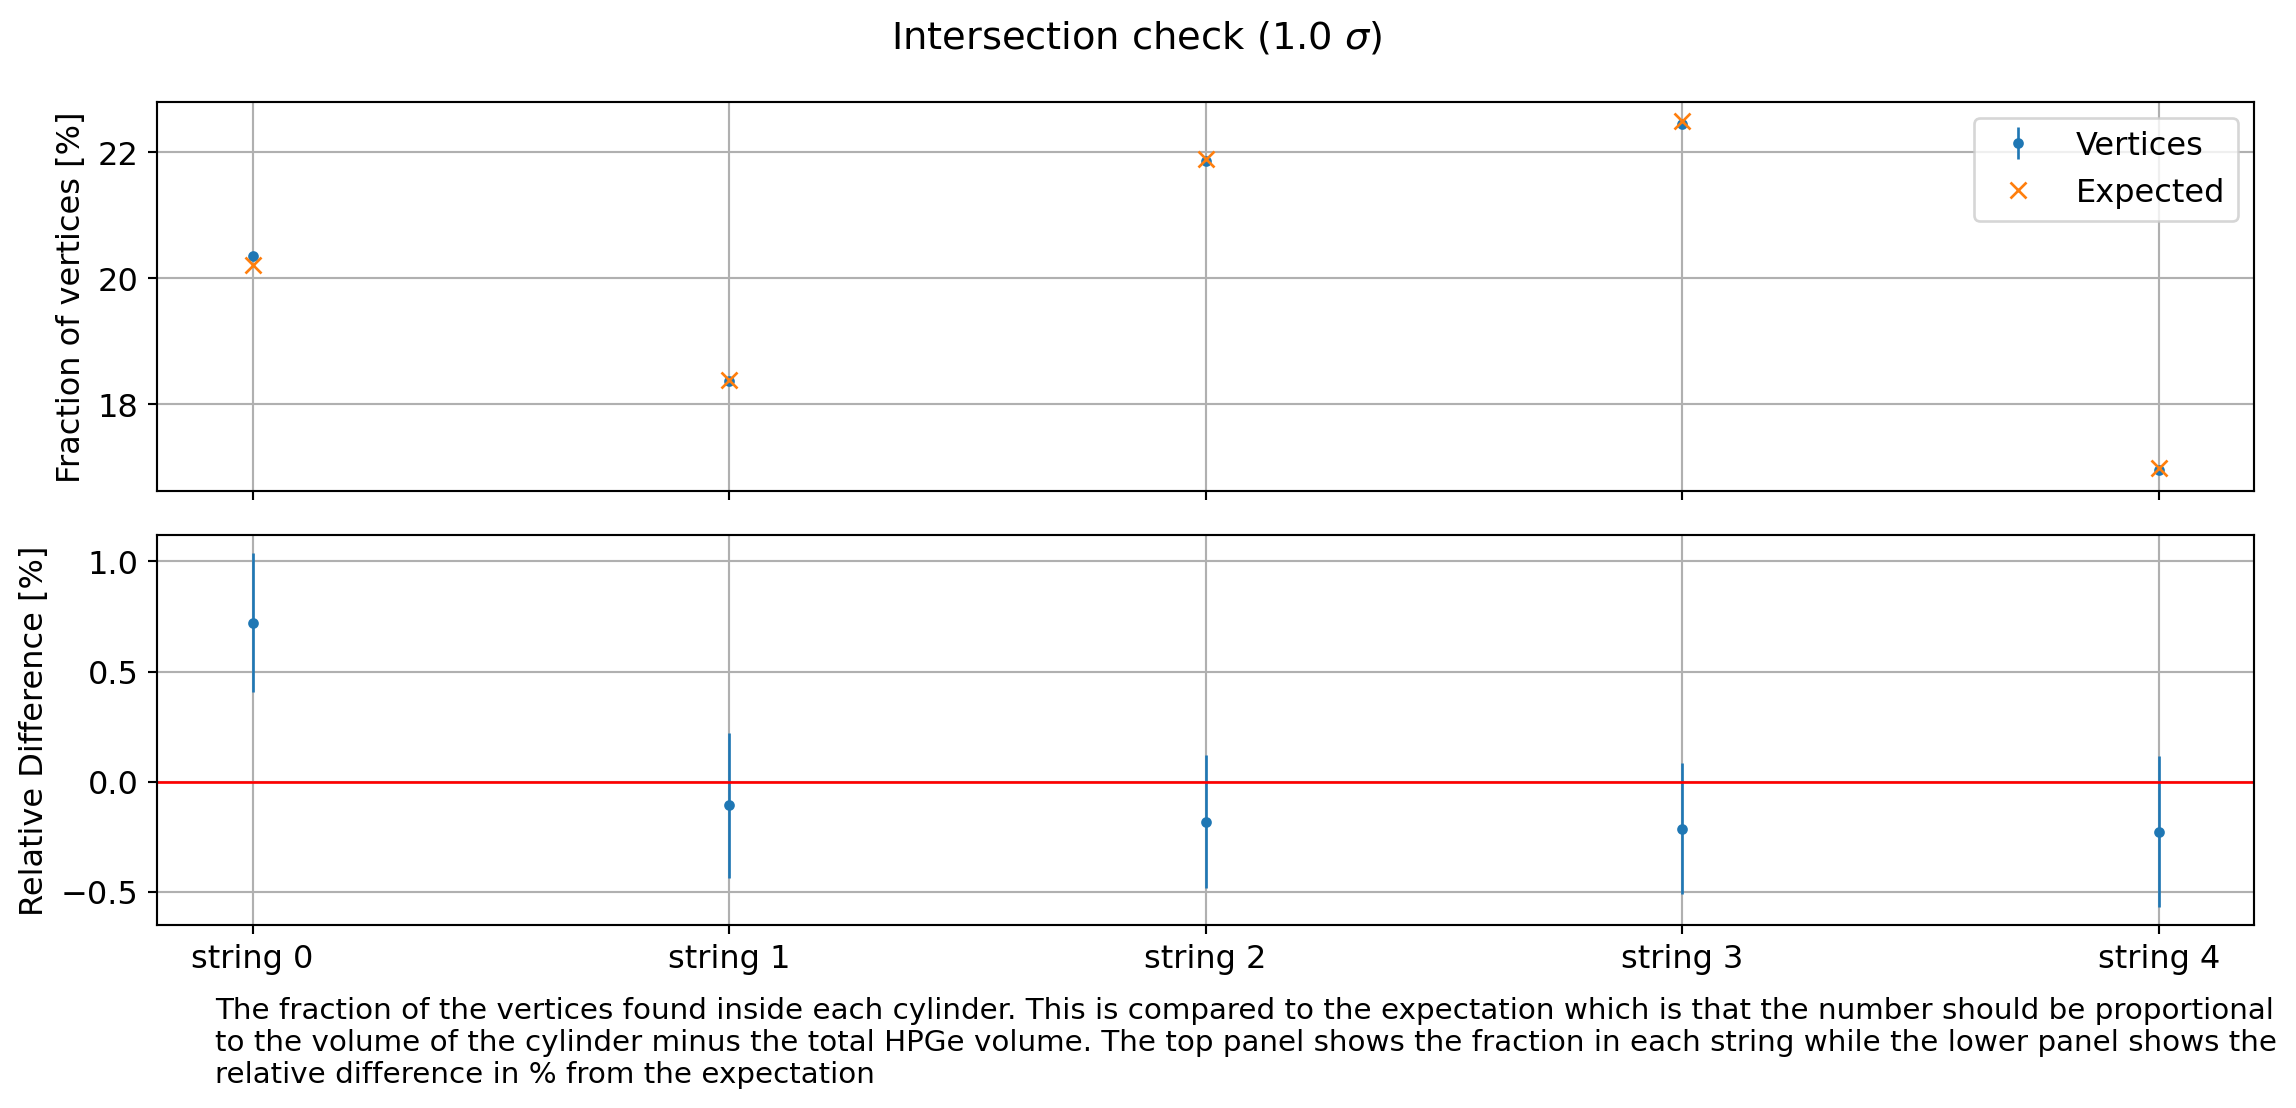 Intersection check (1.0 σ)
Fraction of vertices [%]
22
20
18
Vertices
Expected
Relative Difference [%]
1.0
0.5
0.0
−0.5
string 0
string 1
string 2
string 3
string 4
The fraction of the vertices found inside each cylinder. This is compared to the expectation which is that the number should be proportional
to the volume of the cylinder minus the total HPGe volume. The top panel shows the fraction in each string while the lower panel shows the
relative difference in % from the expectation